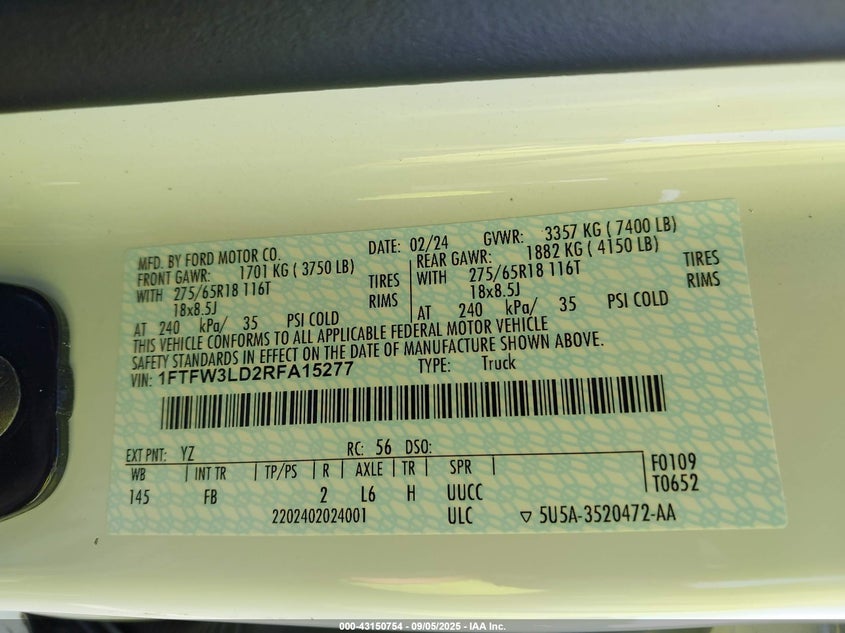 MFD. BY FORD MOTOR CO. DATE: 02/24 GVWR: 3357 KG ( 7400 LB)
FRONT GAWR: 1701 KG ( 3750 LB) REAR GAWR: 1882 KG ( 4150 LB)
WITH 275/65R18 116T TIRES WITH 275/65R18 116T TIRES
18x8.5J RIMS 18x8.5J RIMS
AT 240 kPa/ 35 PSI COLD AT 240 kPa/ 35 PSI COLD
THIS VEHICLE CONFORMS TO ALL APPLICABLE FEDERAL MOTOR VEHICLE
SAFETY STANDARDS IN EFFECT ON THE DATE OF MANUFACTURE SHOWN ABOVE.
VIN: 1FTFW3LD2RFA15277 TYPE: Truck
EXT PNT: YZ RC: 56 DSO:
WB INT TR TP/PS R AXLE TR SPR F0109
145 FB 2 L6 H UUCC T0652
2202402024001 ULC ▽ 5U5A-3520472-AA
000-43150754 - 09/05/2025 - IAA Inc.